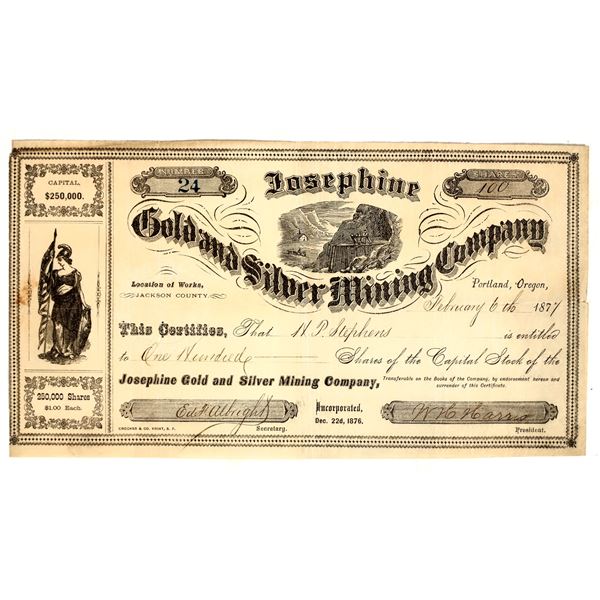 CAPITAL,
$250,000.
250,000 Shares
$1.00 Each.
NUMBER
24
SHARES
100
Josephine
Gold and Silver Mining Company
Location of Works,
JACKSON COUNTY.
Portland, Oregon,
February 6th 1877
This Certifies, That N. P. Stephens is entitled
to One Hundred Shares of the Capital Stock of the
Josephine Gold and Silver Mining Company, Transferable on the Books of the Company, by endorsement hereon and
surrender of this Certificate.
Incorporated,
Dec. 22d, 1876.
Secretary.
W. H. Harris
President.
CROCKER & CO. PRINT, S. F.